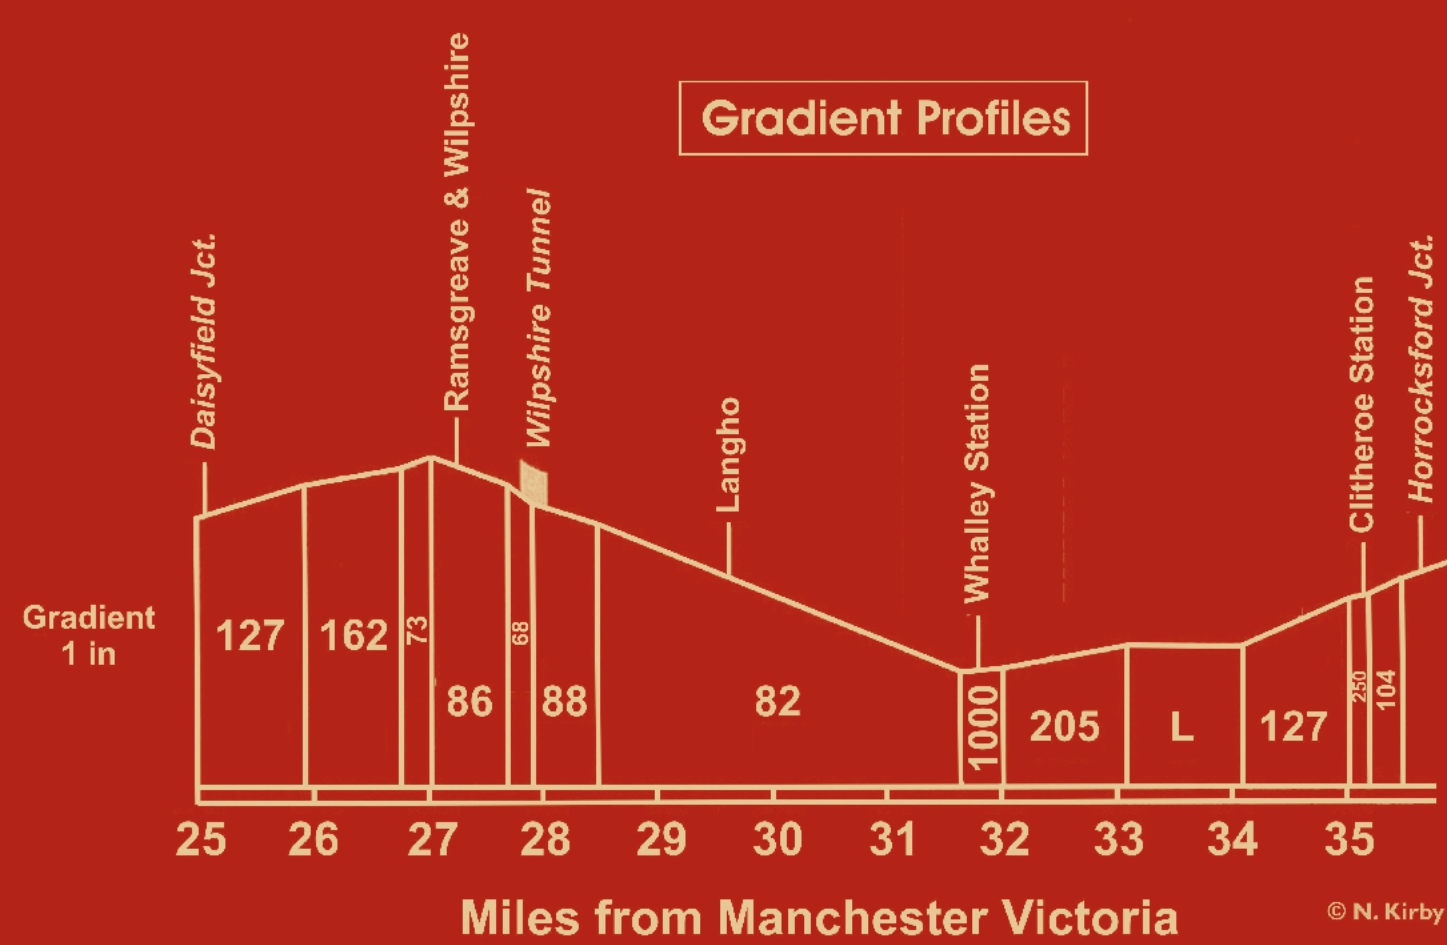 Gradient Profiles
Daisyfield Jct.
Ramsgreave & Wilpshire
Wilpshire Tunnel
Langho
Whalley Station
Clitheroe Station
Horrocksford Jct.
Gradient
1 in
127
162
73
86
68
88
82
1000
205
L
127
250
104
25 26 27 28 29 30 31 32 33 34 35
Miles from Manchester Victoria
© N. Kirby